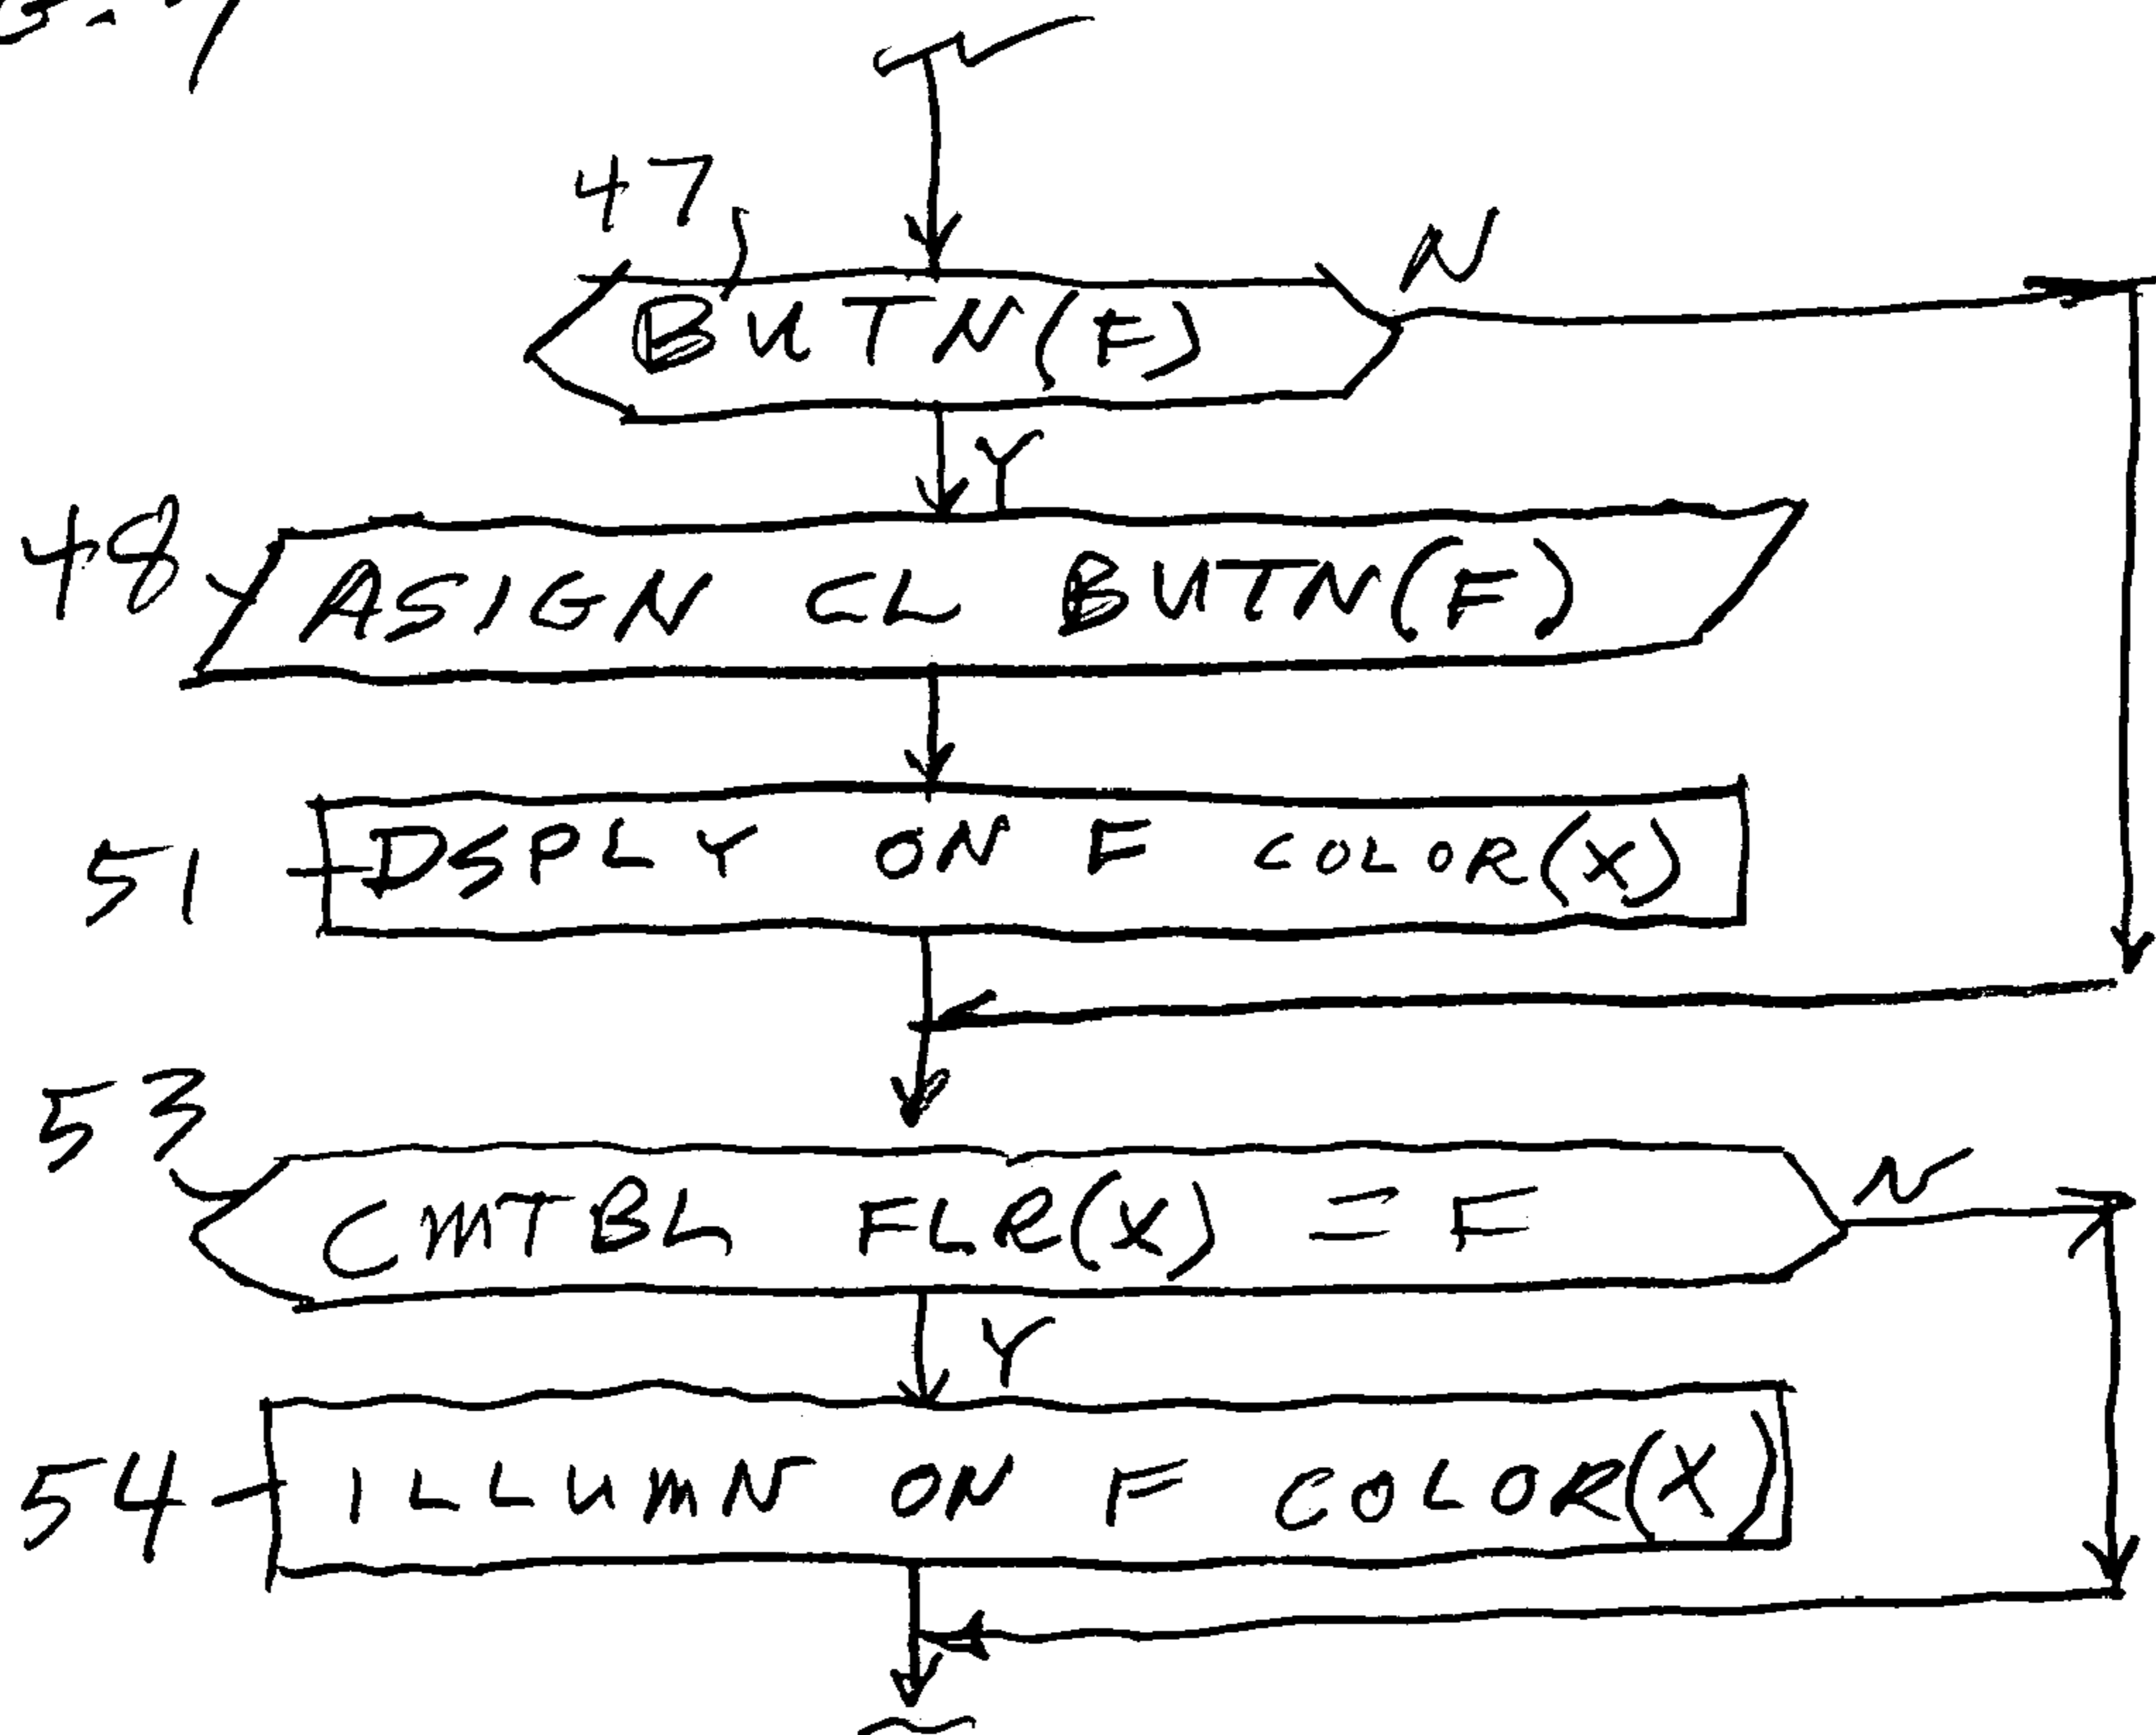 47
BUTN(F) N
Y
48 ASIGN CL BUTN(F)
51 DSPLY ON F COLOR(X)
53
CMTBL FLR(X) = F N
Y
54 ILLUMN ON F COLOR(X)